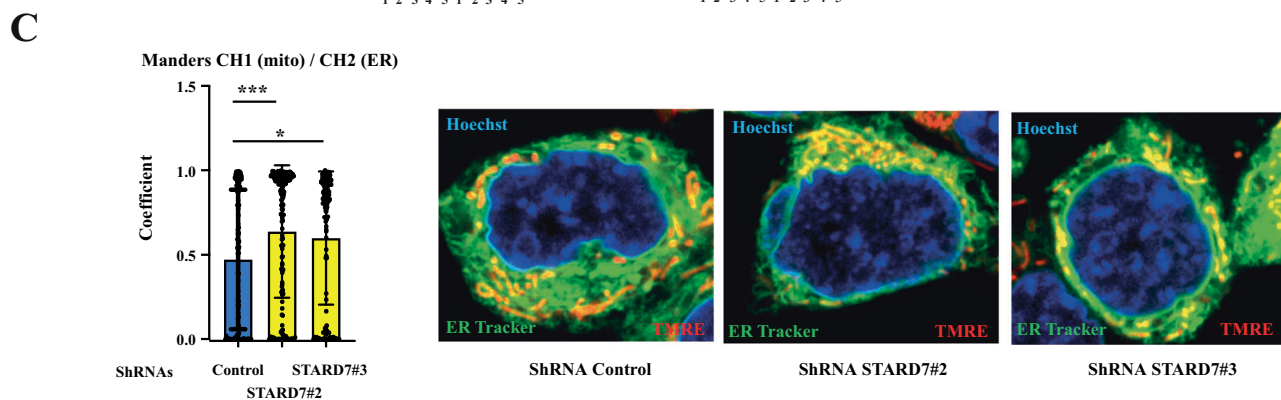 C
Manders CH1 (mito) / CH2 (ER)
1.5
1.0
0.5
0.0
Coefficient
***
*
ShRNAs
Control
STARD7#2
STARD7#3
Hoechst
ER Tracker
TMRE
ShRNA Control
Hoechst
ER Tracker
TMRE
ShRNA STARD7#2
Hoechst
ER Tracker
TMRE
ShRNA STARD7#3